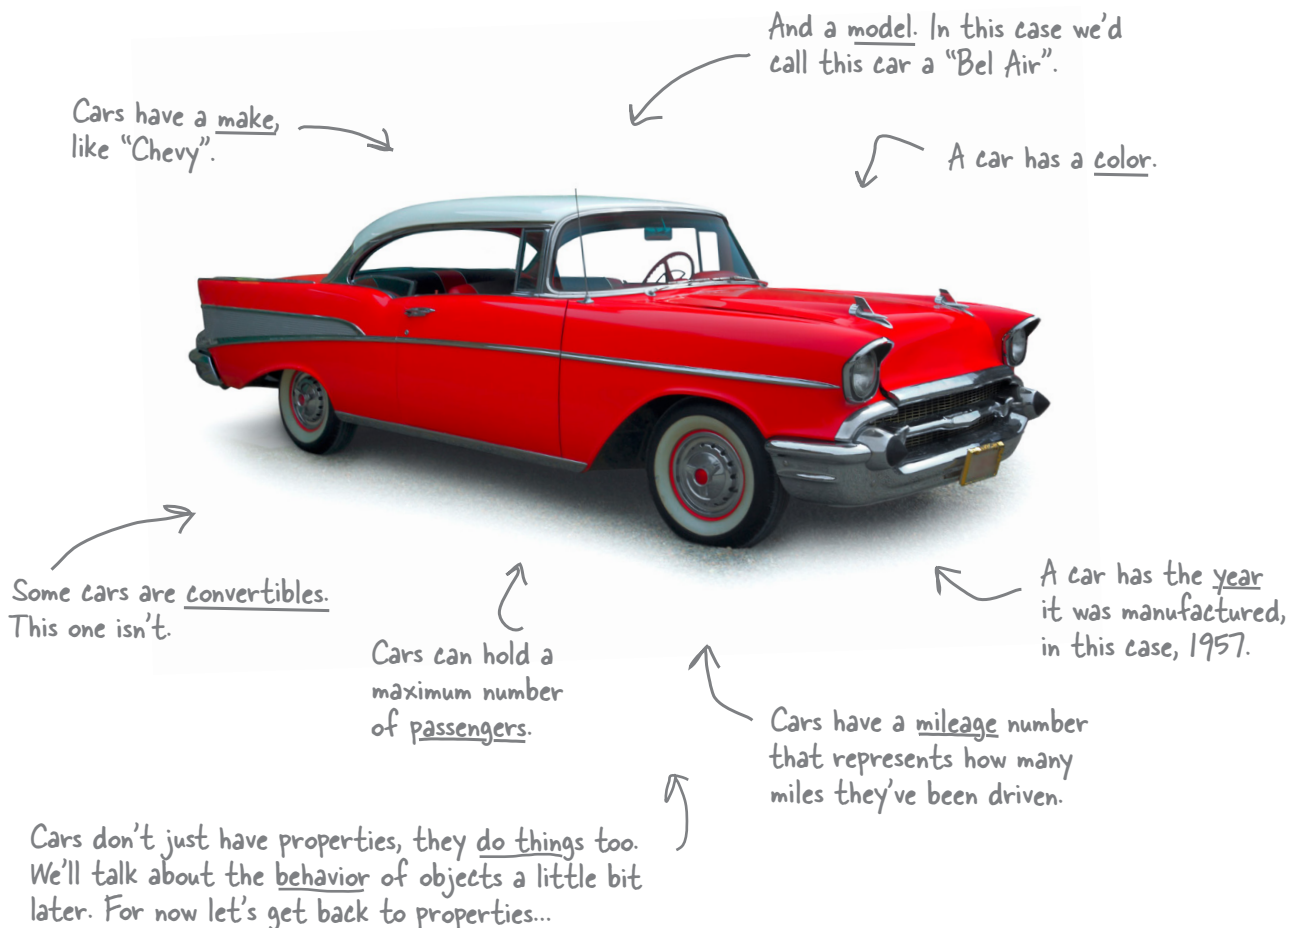 And a model. In this case we'd
call this car a “Bel Air”.
Cars have a make,
like “Chevy”.
A car has a color.
Some cars are convertibles.
This one isn't.
Cars can hold a
maximum number
of passengers.
A car has the year
it was manufactured,
in this case, 1957.
Cars have a mileage number
that represents how many
miles they've been driven.
Cars don't just have properties, they do things too.
We'll talk about the behavior of objects a little bit
later. For now let's get back to properties...